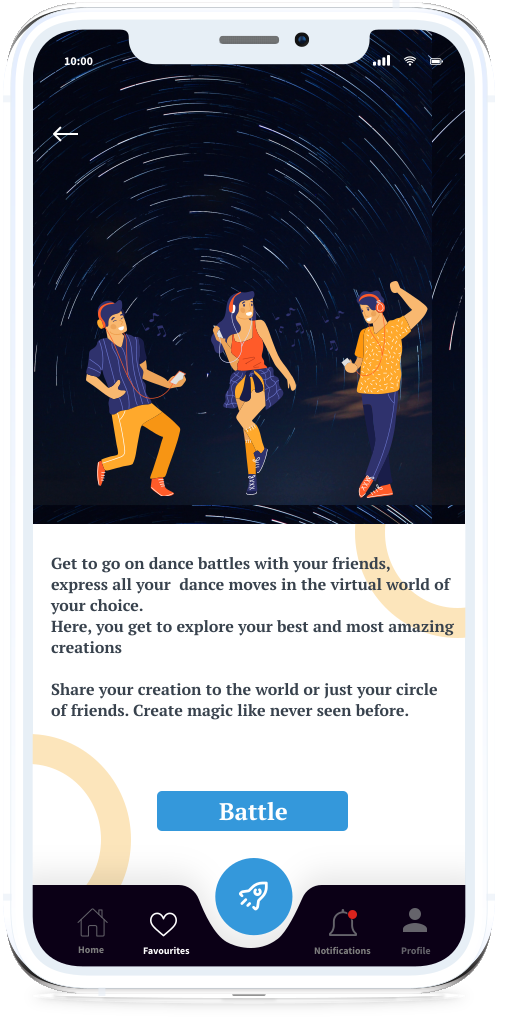 10:00
Get to go on dance battles with your friends,
express all your  dance moves in the virtual world of
your choice.
Here, you get to explore your best and most amazing
creations
Share your creation to the world or just your circle
of friends. Create magic like never seen before.
Battle
Home
Favourites
Notifications
Profile